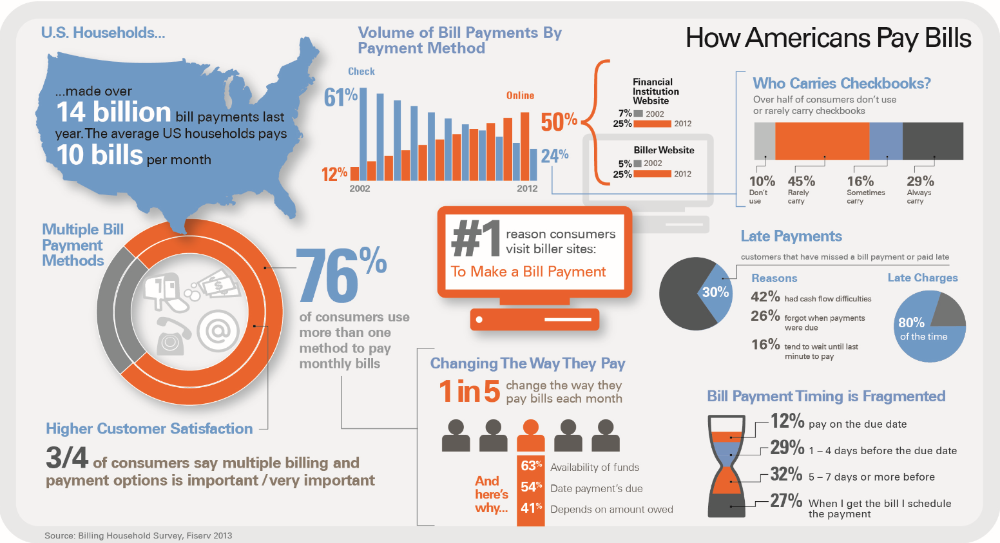 How Americans Pay Bills
U.S. Households...
...made over
14 billion bill payments last
year. The average US households pays
10 bills per month
Volume of Bill Payments By
Payment Method
Check
61%
12%
2002
2012
Online
50%
24%
Financial
Institution
Website
7% 2002
25% 2012
Biller Website
5% 2002
25% 2012
Who Carries Checkbooks?
Over half of consumers don't use
or rarely carry checkbooks
10%
Don't
use
45%
Rarely
carry
16%
Sometimes
carry
29%
Always
carry
Multiple Bill
Payment
Methods
@
76%
of consumers use
more than one
method to pay
monthly bills
#1 reason consumers
visit biller sites:
To Make a Bill Payment
Late Payments
customers that have missed a bill payment or paid late
30%
Reasons
42% had cash flow difficulties
26% forgot when payments
were due
16% tend to wait until last
minute to pay
Late Charges
80%
of the time
Higher Customer Satisfaction
3/4 of consumers say multiple billing and
payment options is important / very important
Changing The Way They Pay
1 in 5 change the way they
pay bills each month
And
here's
why...
63% Availability of funds
54% Date payment's due
41% Depends on amount owed
Bill Payment Timing is Fragmented
12% pay on the due date
29% 1 – 4 days before the due date
32% 5 – 7 days or more before
27% When I get the bill I schedule
the payment
Source: Billing Household Survey, Fiserv 2013